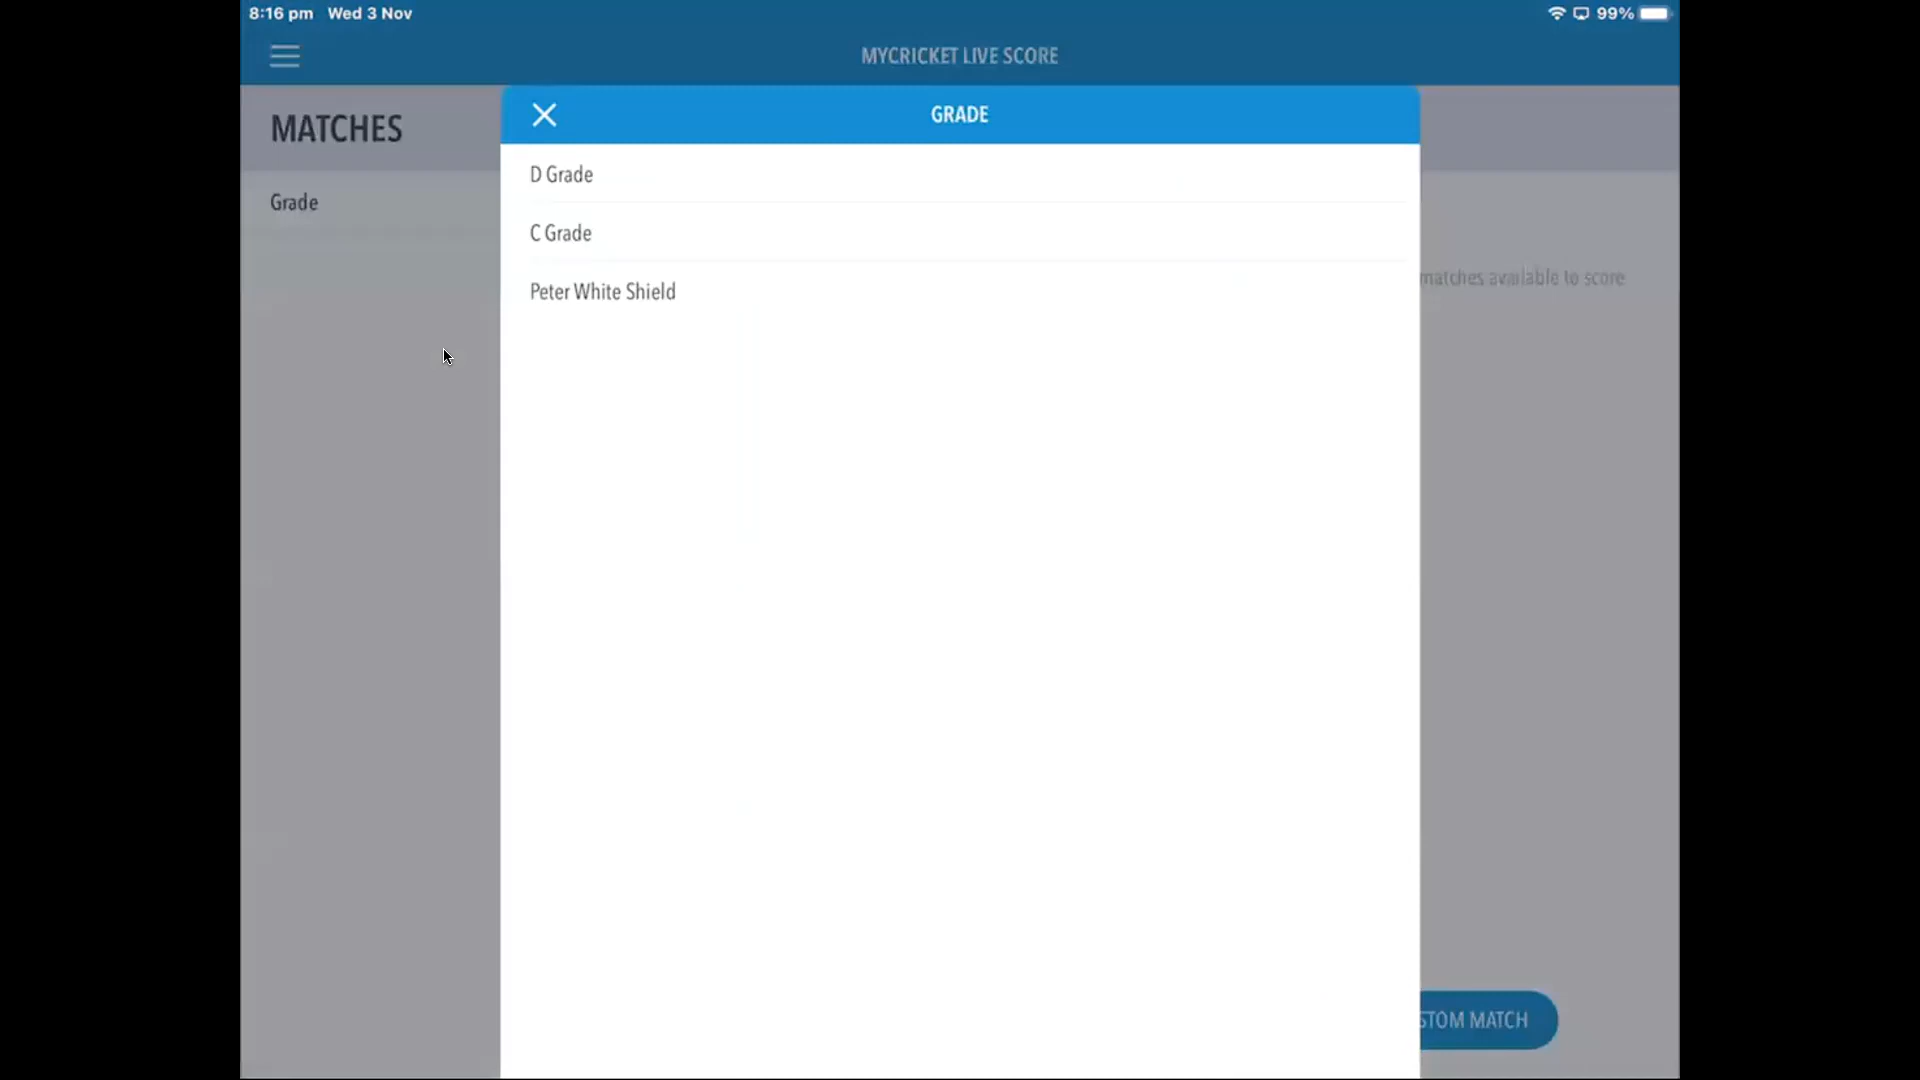 8:16 pm Wed 3 Nov 99%
MYCRICKET LIVE SCORE
MATCHES
GRADE
D Grade
Grade
C Grade
matches available to score
Peter White Shield
STOM MATCH